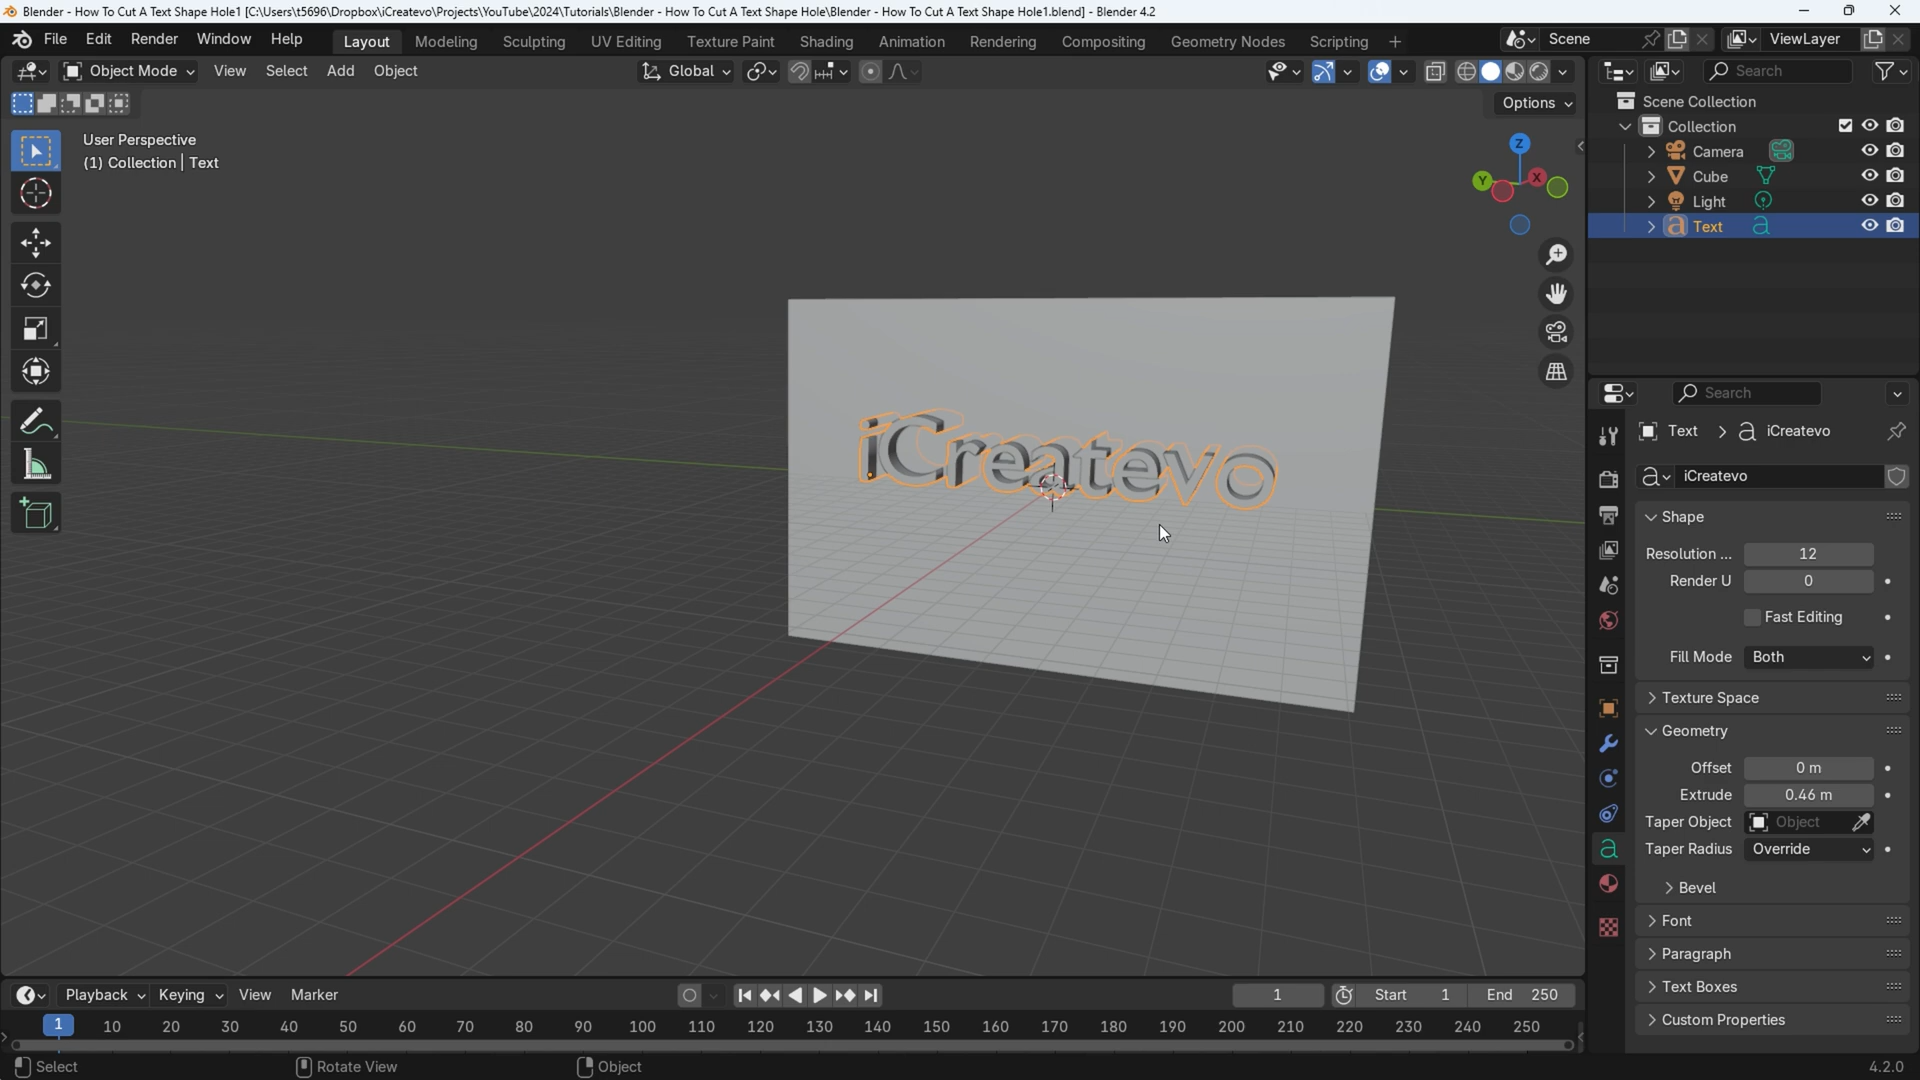 Blender - How To Cut A Text Shape Hole1 [C:\Users\t5696\Dropbox\iCreatevo\Projects\YouTube\2024\Tutorials\Blender - How To Cut A Text Shape Hole\Blender - How To Cut A Text Shape Hole1.blend] - Blender 4.2
File Edit Render Window Help Layout Modeling Sculpting UV Editing Texture Paint Shading Animation Rendering Compositing Geometry Nodes Scripting + Scene ViewLayer
Object Mode View Select Add Object Global Search
Options
User Perspective
(1) Collection | Text
Scene Collection
Collection
Camera
Cube
Light
a Text a
Z
Y X
iCreatevo
Search
Text > a iCreatevo
a iCreatevo
Shape
Resolution ... 12
Render U 0
Fast Editing
Fill Mode Both
Texture Space
Geometry
Offset 0 m
Extrude 0.46 m
Taper Object Object
Taper Radius Override
Bevel
Font
Paragraph
Text Boxes
Custom Properties
Playback Keying View Marker 1 Start 1 End 250
1 10 20 30 40 50 60 70 80 90 100 110 120 130 140 150 160 170 180 190 200 210 220 230 240 250
Select Rotate View Object 4.2.0